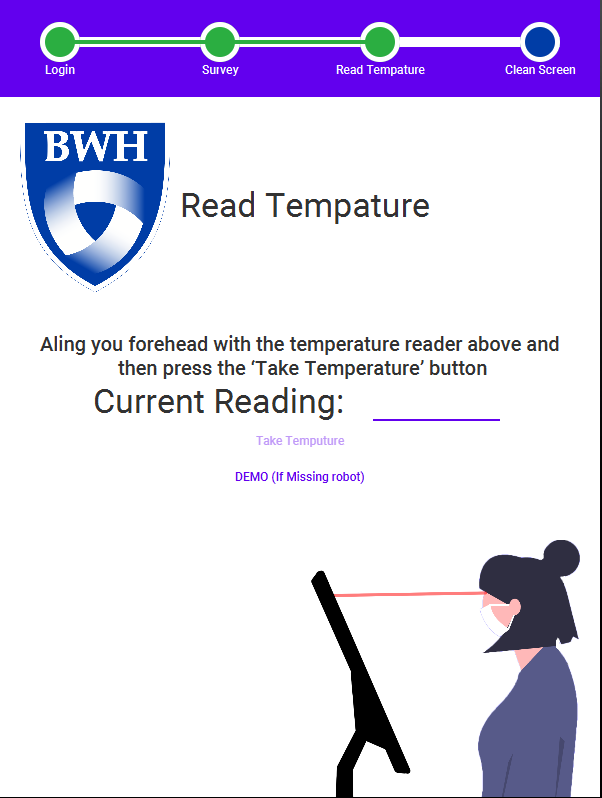 Login
Survey
Read Tempature
Clean Screen
BWH
Read Tempature
Aling you forehead with the temperature reader above and
then press the ‘Take Temperature’ button
Current Reading:
Take Temputure
DEMO (If Missing robot)